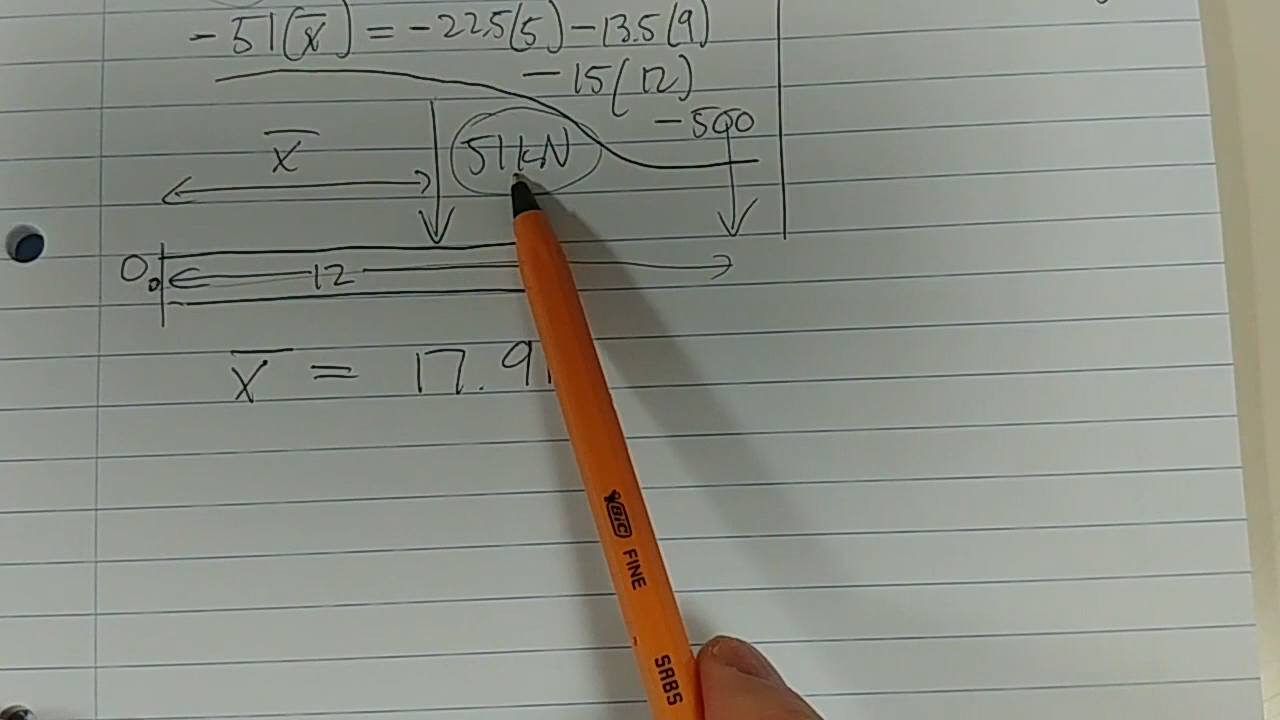 -51(x̅) = -22.5(5) -13.5(9)
-15(12)
-500
x̅
51kN
0
12
x̅ = 17.9
BIC FINE SABS